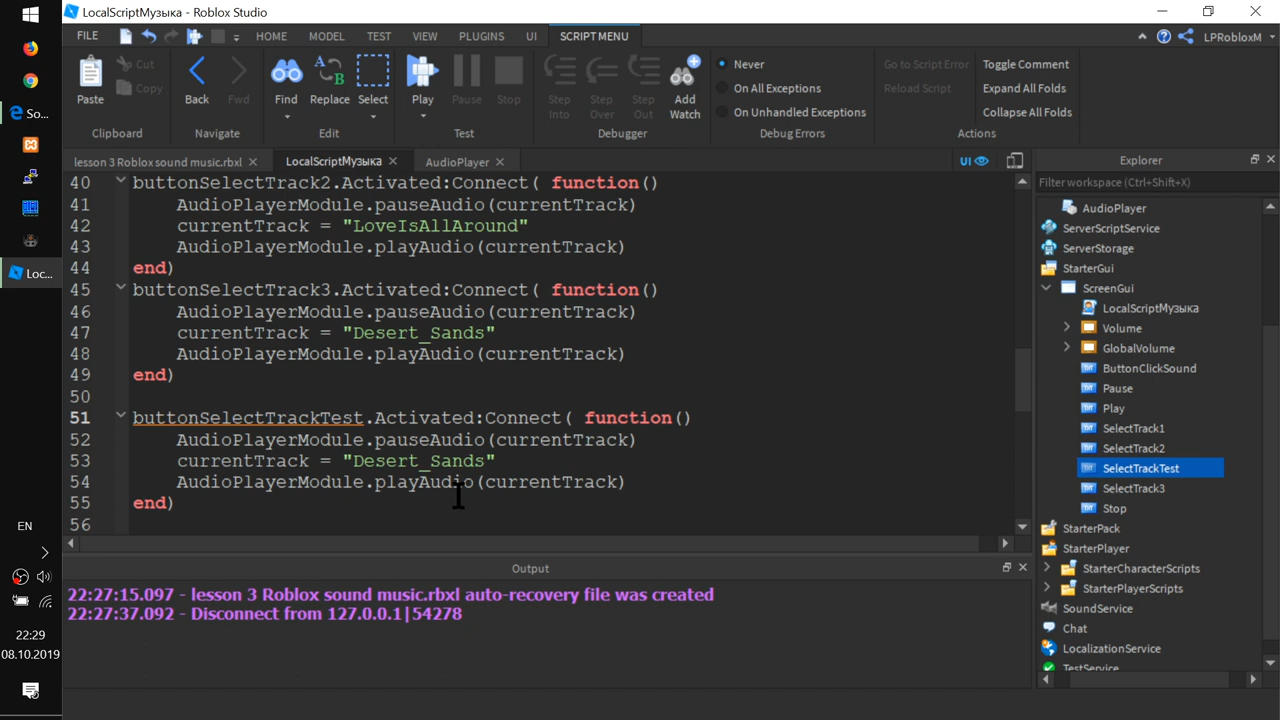 LocalScriptМузыка - Roblox Studio
FILE HOME MODEL TEST VIEW PLUGINS UI SCRIPT MENU LPRobloxM
Paste Cut Copy Back Fwd Find Replace Select Play Pause Stop Step Into Step Over Step Out Add Watch
Never
On All Exceptions
On Unhandled Exceptions
Go to Script Error
Reload Script
Toggle Comment
Expand All Folds
Collapse All Folds
Clipboard Navigate Edit Test Debugger Debug Errors Actions
lesson 3 Roblox sound music.rbxl LocalScriptМузыка AudioPlayer UI
40 buttonSelectTrack2.Activated:Connect( function()
41 AudioPlayerModule.pauseAudio(currentTrack)
42 currentTrack = "LoveIsAllAround"
43 AudioPlayerModule.playAudio(currentTrack)
44 end)
45 buttonSelectTrack3.Activated:Connect( function()
46 AudioPlayerModule.pauseAudio(currentTrack)
47 currentTrack = "Desert_Sands"
48 AudioPlayerModule.playAudio(currentTrack)
49 end)
50
51 buttonSelectTrackTest.Activated:Connect( function()
52 AudioPlayerModule.pauseAudio(currentTrack)
53 currentTrack = "Desert_Sands"
54 AudioPlayerModule.playAudio(currentTrack)
55 end)
56
Output
22:27:15.097 - lesson 3 Roblox sound music.rbxl auto-recovery file was created
22:27:37.092 - Disconnect from 127.0.0.1|54278
Explorer
Filter workspace (Ctrl+Shift+X)
AudioPlayer
ServerScriptService
ServerStorage
StarterGui
ScreenGui
LocalScriptМузыка
Volume
GlobalVolume
ButtonClickSound
Pause
Play
SelectTrack1
SelectTrack2
SelectTrackTest
SelectTrack3
Stop
StarterPack
StarterPlayer
StarterCharacterScripts
StarterPlayerScripts
SoundService
Chat
LocalizationService
TestService
So...
Loc...
EN
22:29
08.10.2019